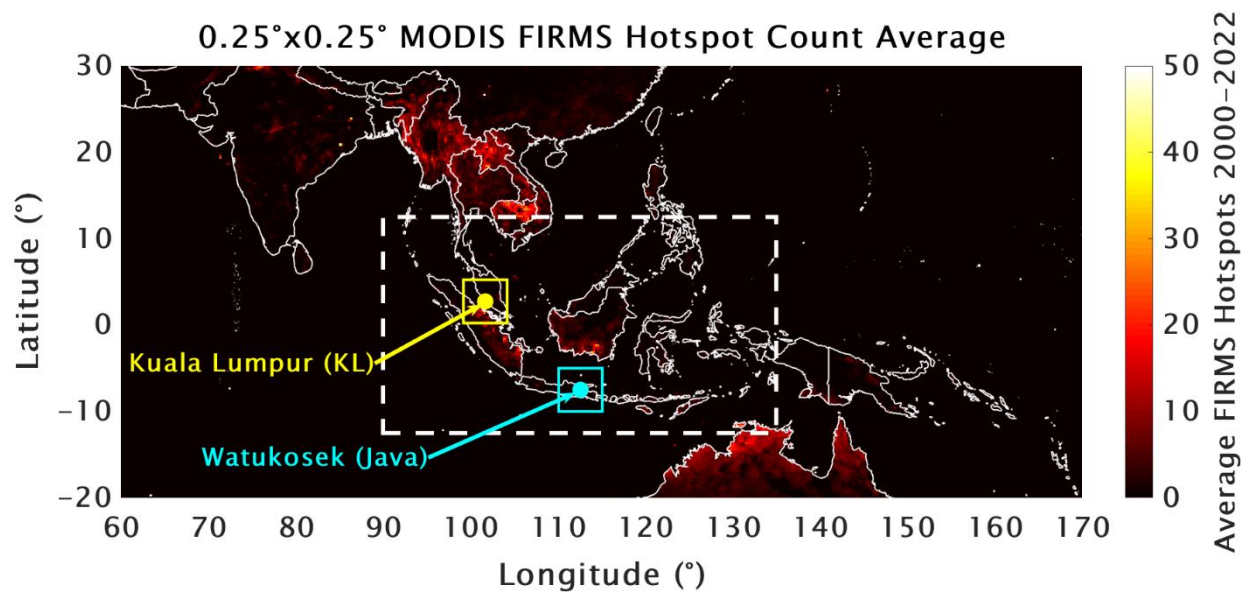 0.25°x0.25° MODIS FIRMS Hotspot Count Average
30
20
10
0
−10
−20
Latitude (°)
Kuala Lumpur (KL)
Watukosek (Java)
60 70 80 90 100 110 120 130 140 150 160 170
Longitude (°)
50
40
30
20
10
0
Average FIRMS Hotspots 2000−2022